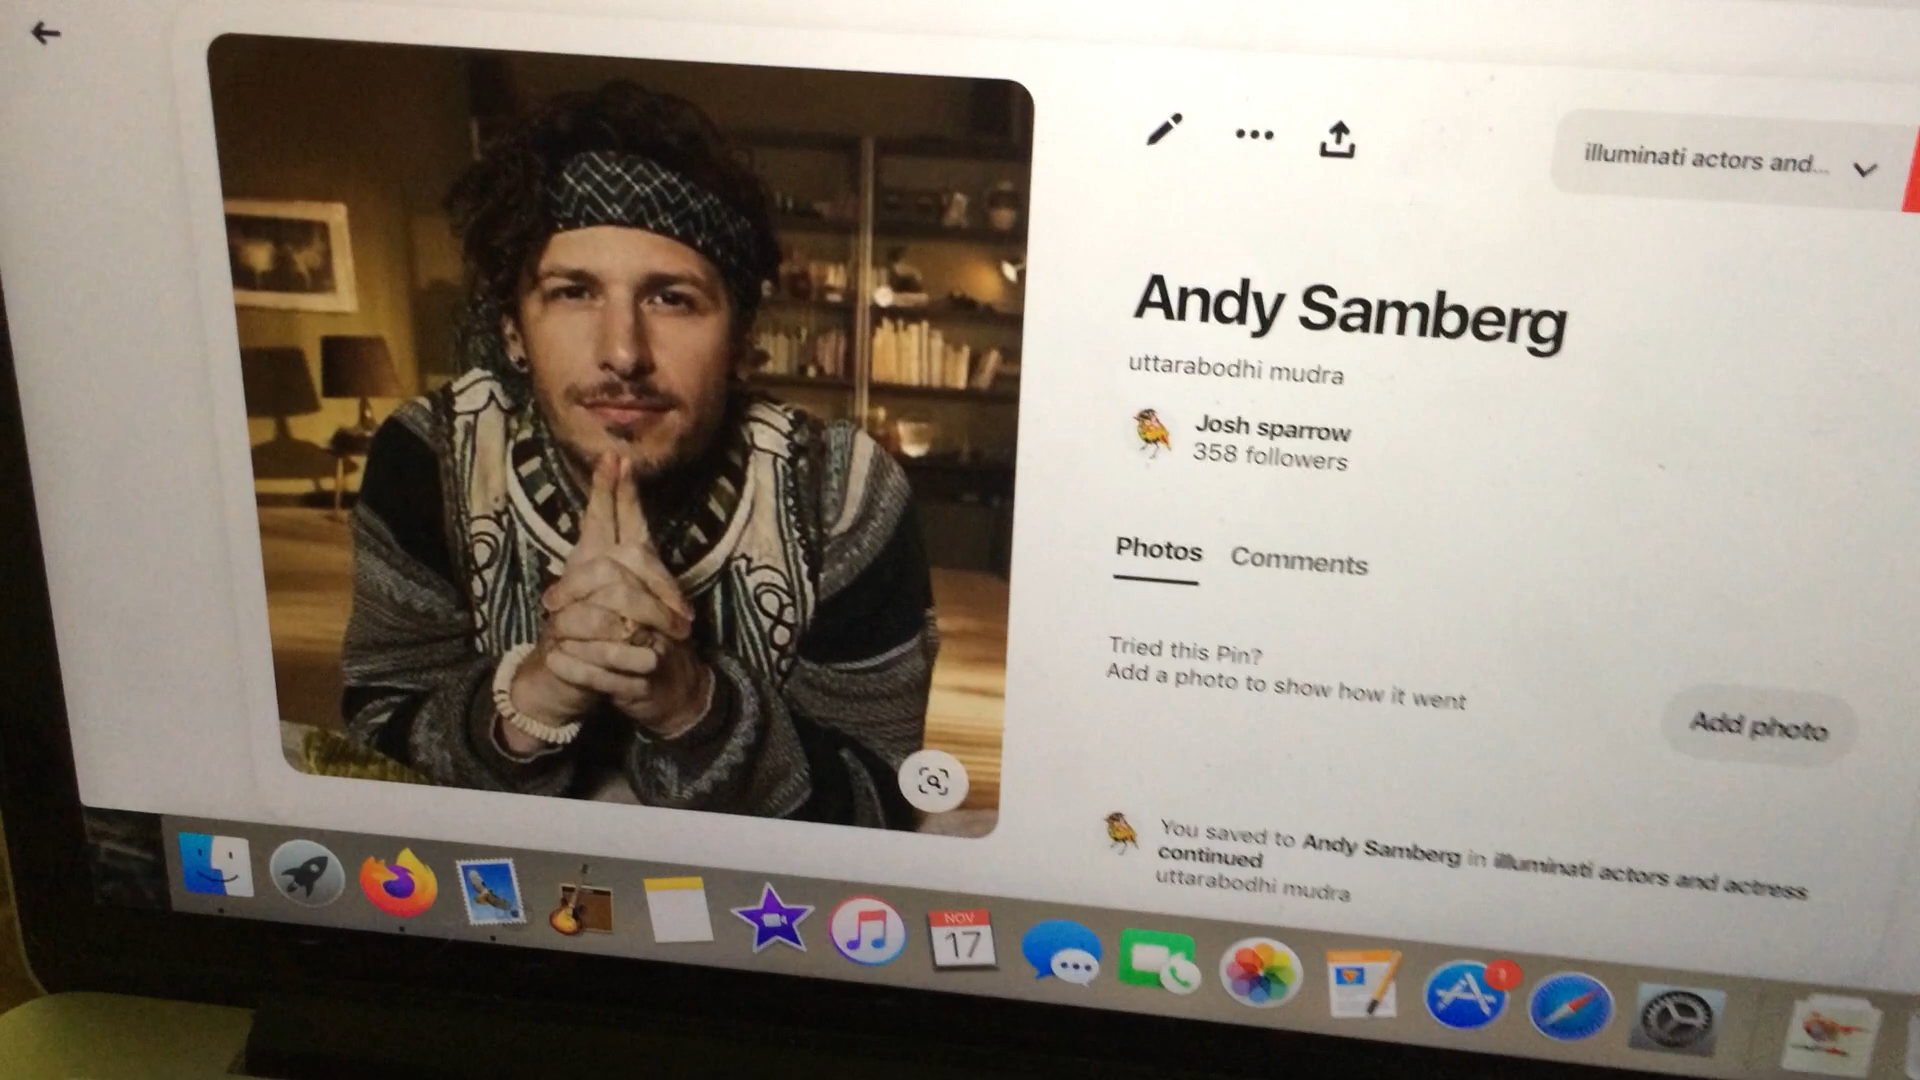 illuminati actors and...
Andy Samberg
uttarabodhi mudra
Josh sparrow
358 followers
Photos Comments
Tried this Pin?
Add a photo to show how it went
Add photo
You saved to Andy Samberg in illuminati actors and actress
continued
uttarabodhi mudra
NOV
17